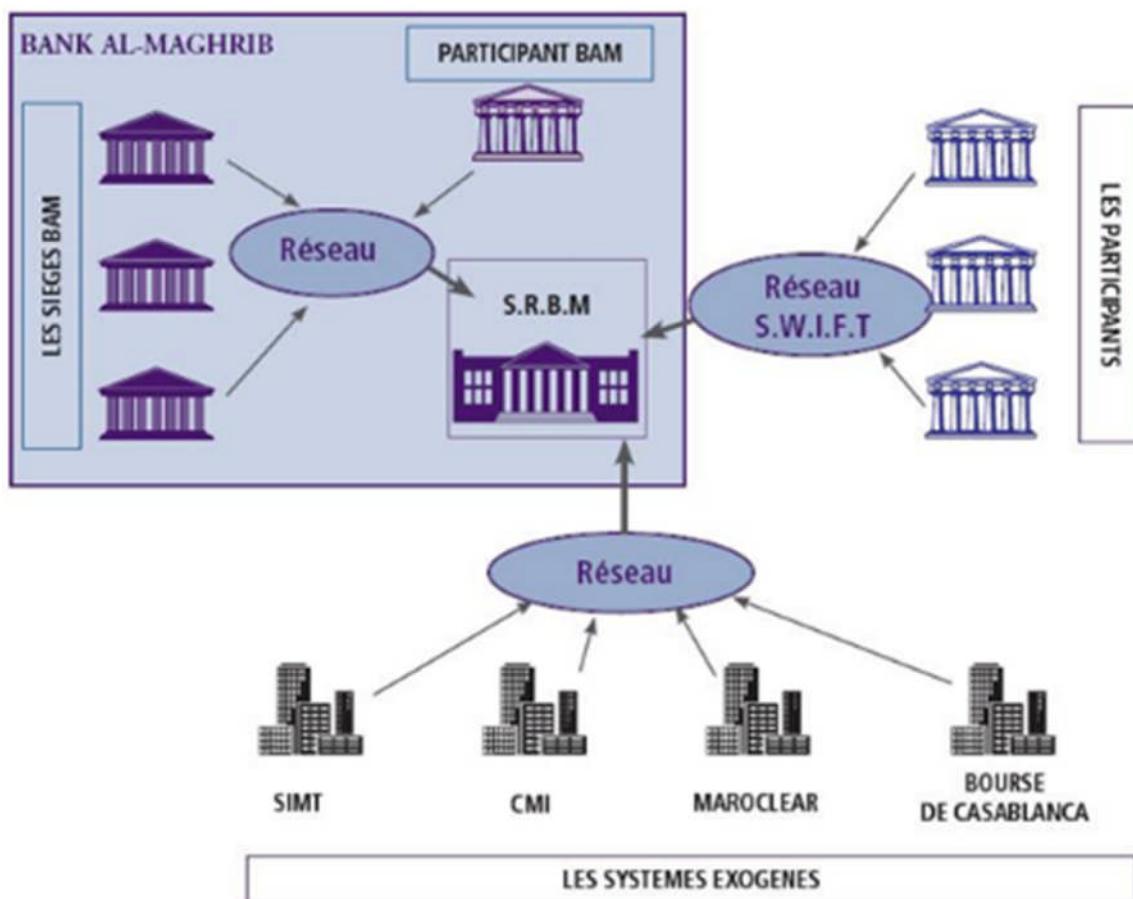 BANK AL-MAGHRIB
PARTICIPANT BAM
LES SIEGES BAM
Réseau
S.R.B.M
Réseau
S.W.I.F.T
LES PARTICIPANTS
Réseau
SIMT
CMI
MAROCLEAR
BOURSE
DE CASABLANCA
LES SYSTEMES EXOGENES